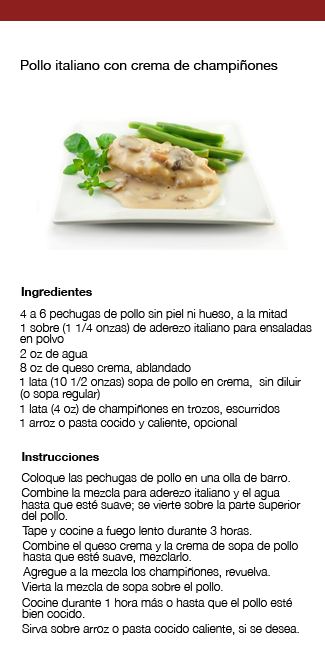 Pollo italiano con crema de champiñones
Ingredientes
4 a 6 pechugas de pollo sin piel ni hueso, a la mitad
1 sobre (1 1/4 onzas) de aderezo italiano para ensaladas
en polvo
2 oz de agua
8 oz de queso crema, ablandado
1 lata (10 1/2 onzas) sopa de pollo en crema, sin diluir
(o sopa regular)
1 lata (4 oz) de champiñones en trozos, escurridos
1 arroz o pasta cocido y caliente, opcional
Instrucciones
Coloque las pechugas de pollo en una olla de barro.
Combine la mezcla para aderezo italiano y el agua
hasta que esté suave; se vierte sobre la parte superior
del pollo.
Tape y cocine a fuego lento durante 3 horas.
Combine el queso crema y la crema de sopa de pollo
hasta que esté suave, mezclarlo.
Agregue a la mezcla los champiñones, revuelva.
Vierta la mezcla de sopa sobre el pollo.
Cocine durante 1 hora más o hasta que el pollo esté
bien cocido.
Sirva sobre arroz o pasta cocido caliente, si se desea.